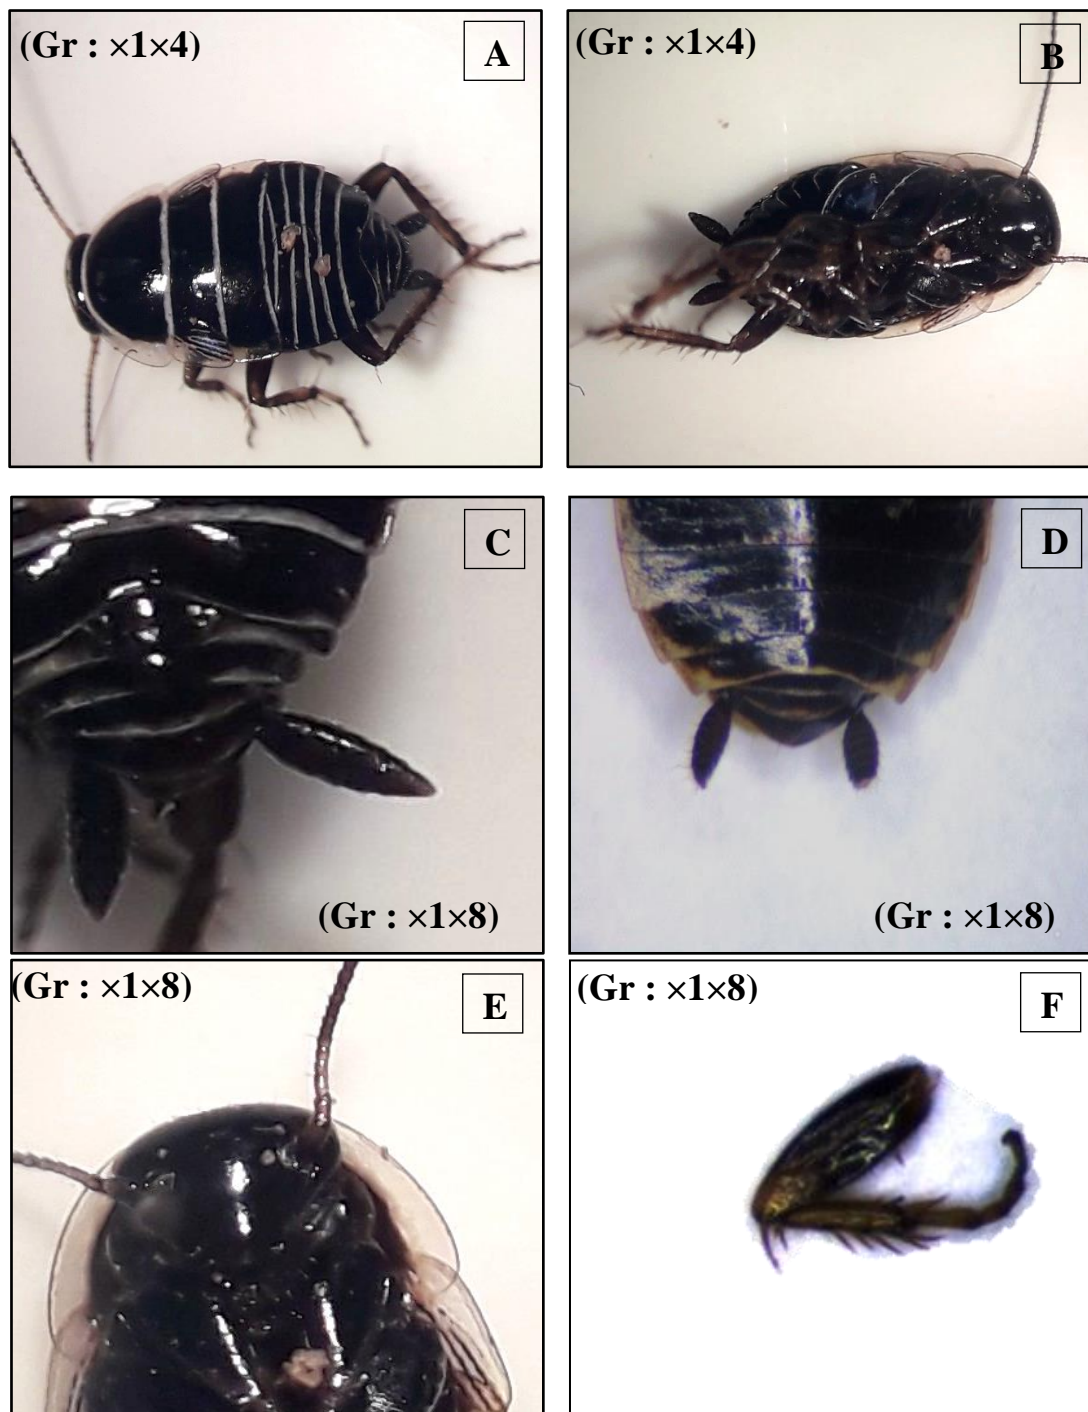 (Gr : ×1×4)
A
(Gr : ×1×4)
B
C
(Gr : ×1×8)
D
(Gr : ×1×8)
(Gr : ×1×8)
E
(Gr : ×1×8)
F